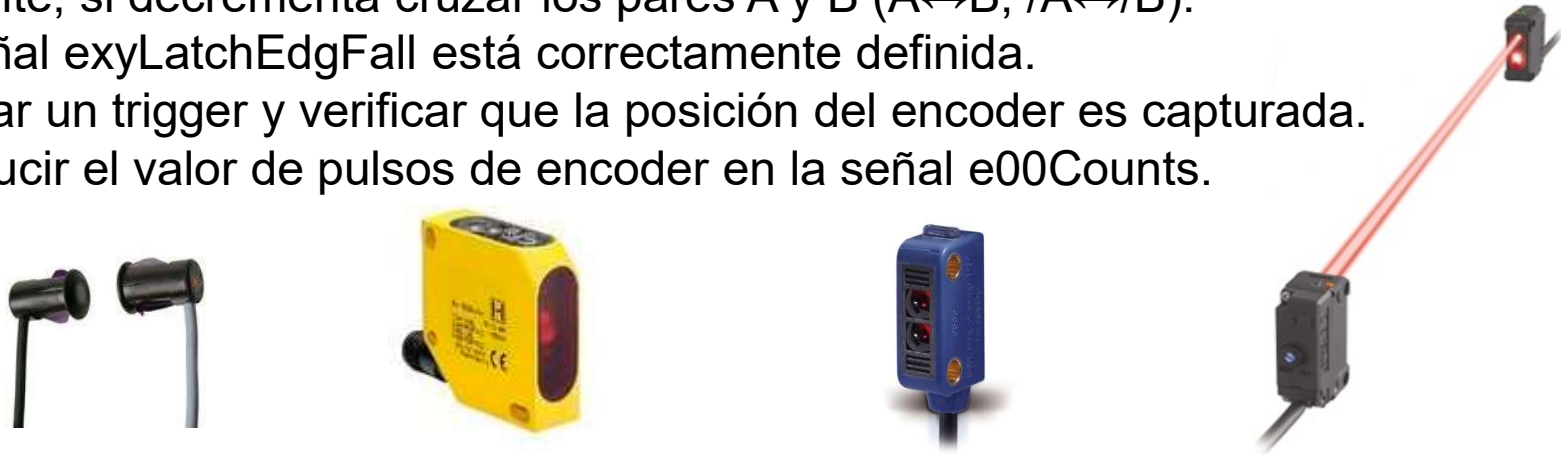 nte, si decrementa cruzar los pares A y B (A↔B, /A↔/B).
ñal exyLatchEdgFall está correctamente definida.
ar un trigger y verificar que la posición del encoder es capturada.
ucir el valor de pulsos de encoder en la señal e00Counts.
CE